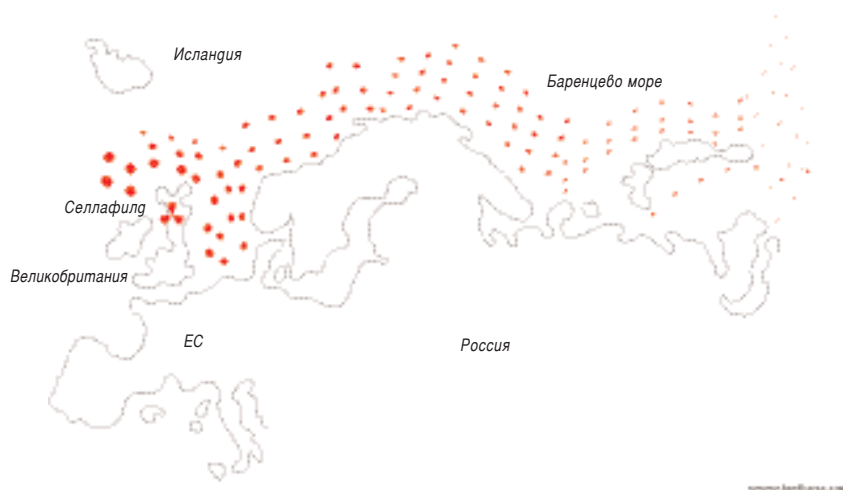 Исландия
Баренцево море
Селлафилд
Великобритания
ЕС
Россия